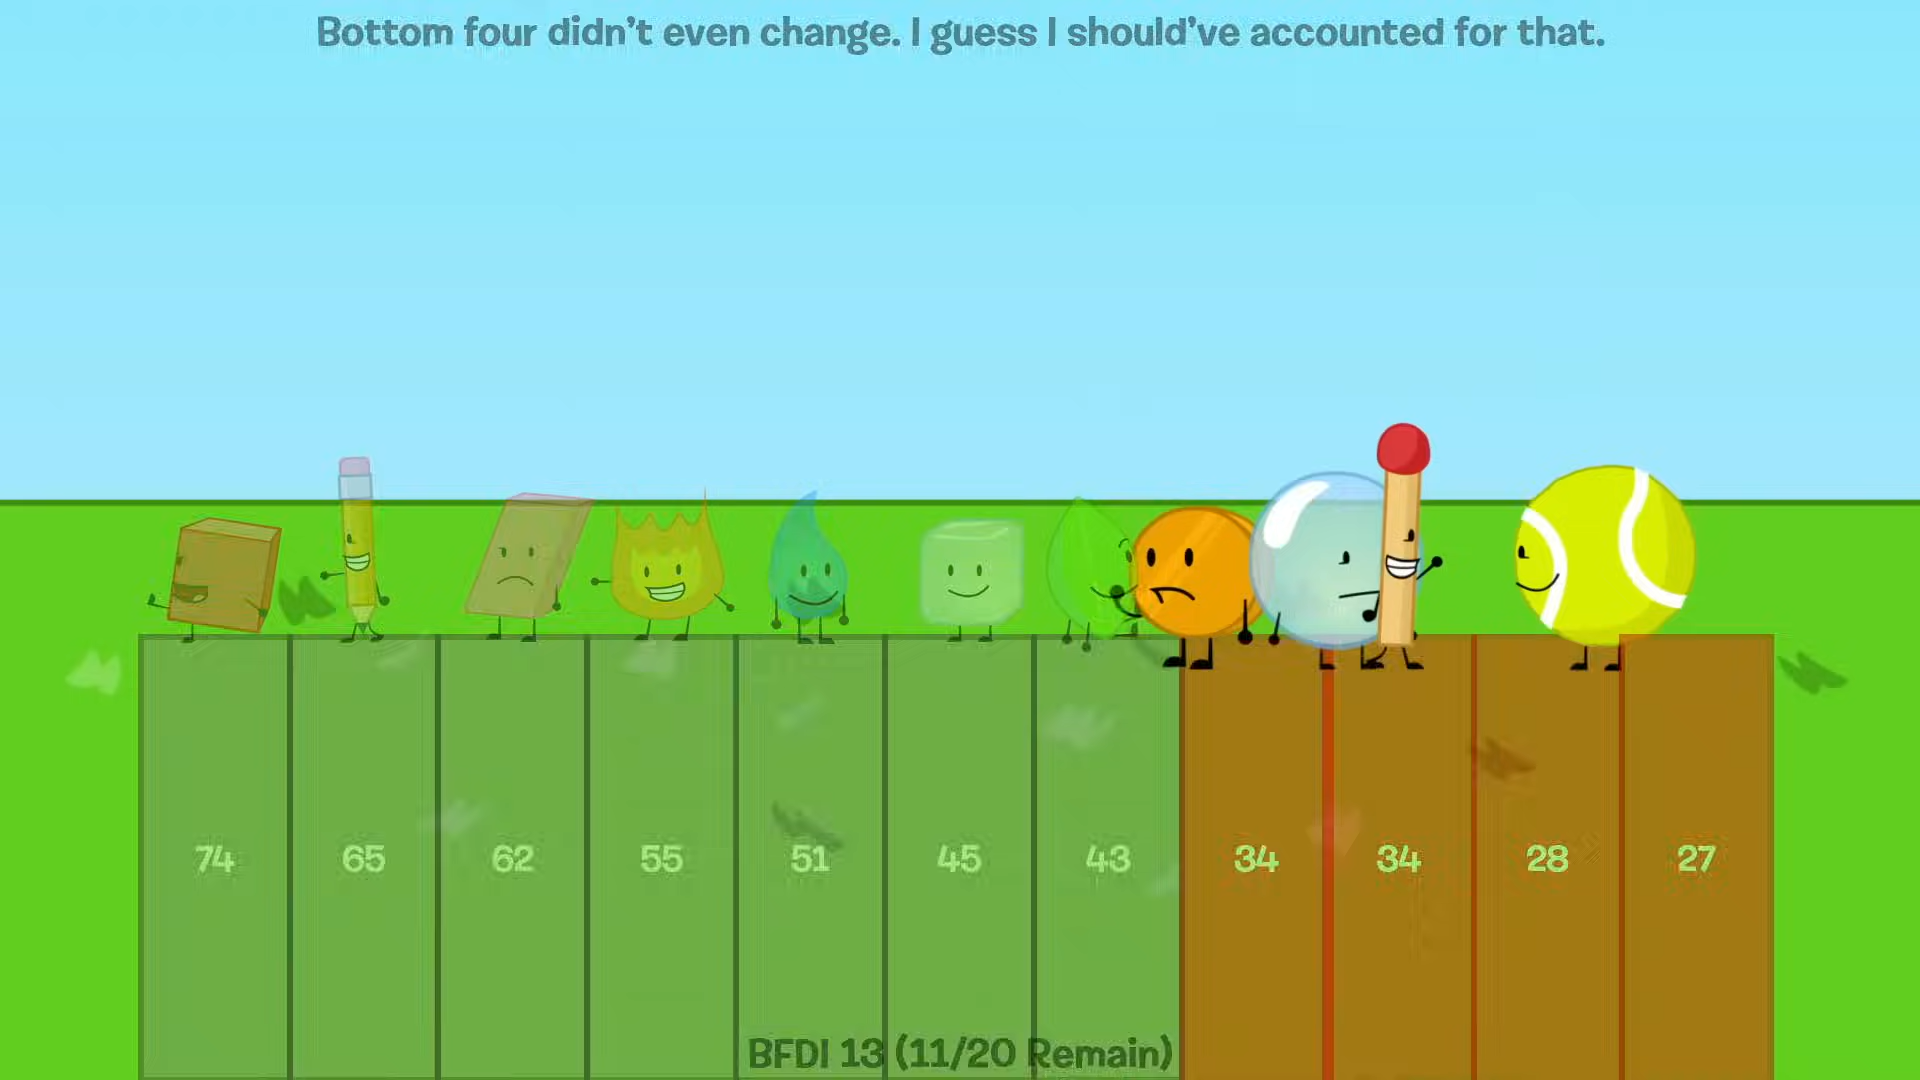 Bottom four didn't even change. I guess I should've accounted for that.
74 65 62 55 51 45 43 34 34 28 27
BFDI 13 (11/20 Remain)